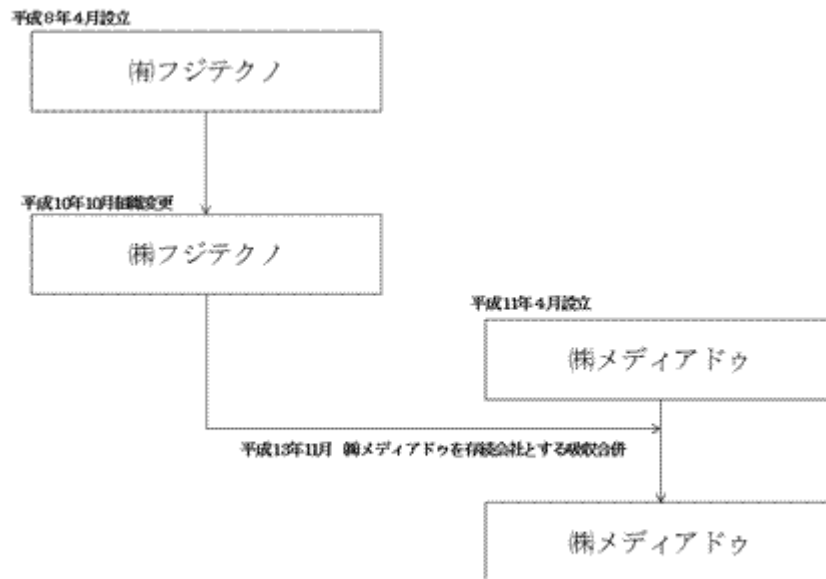 平成8年4月設立
㈲フジテクノ
平成10年10月組織変更
㈱フジテクノ
平成11年4月設立
㈱メディアドゥ
平成13年11月 ㈱メディアドゥを存続会社とする吸収合併
㈱メディアドゥ